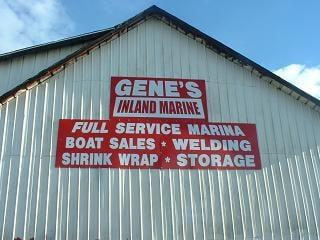 GENE'S
INLAND MARINE
FULL SERVICE MARINA
BOAT SALES * WELDING
SHRINK WRAP * STORAGE